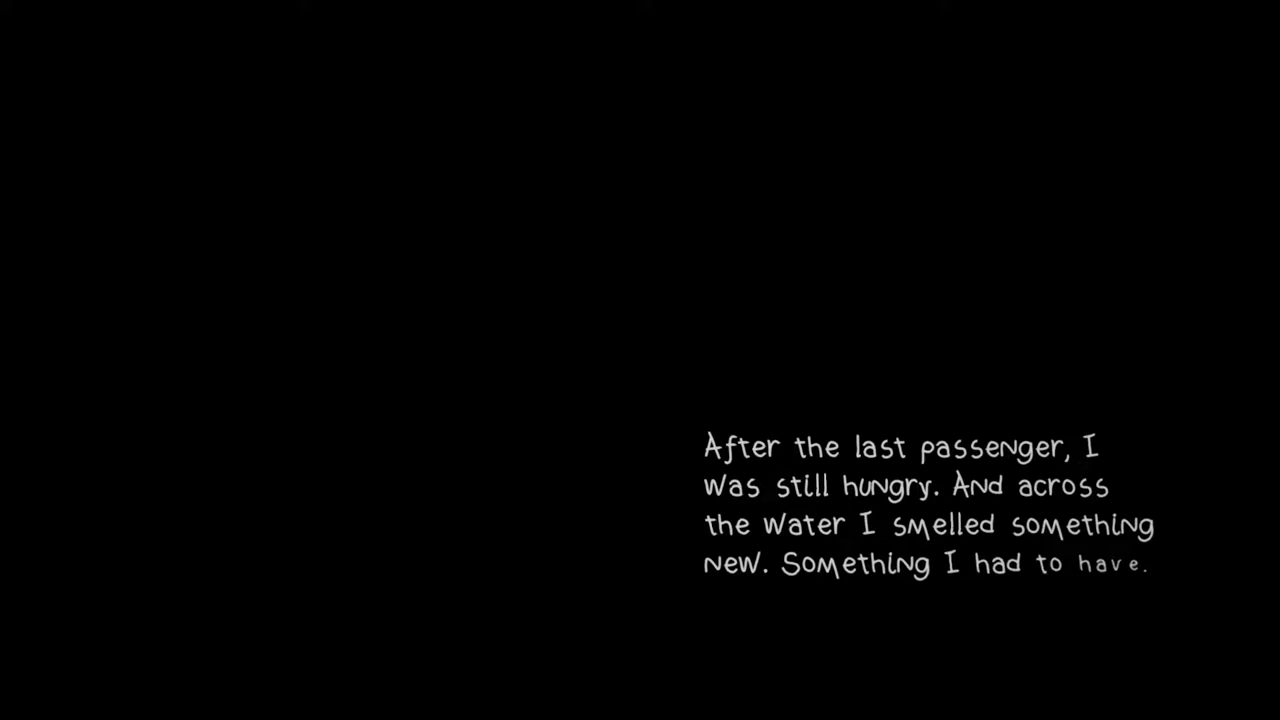 After the last passenger, I
was still hungry. And across
the water I smelled something
new. Something I had to have.